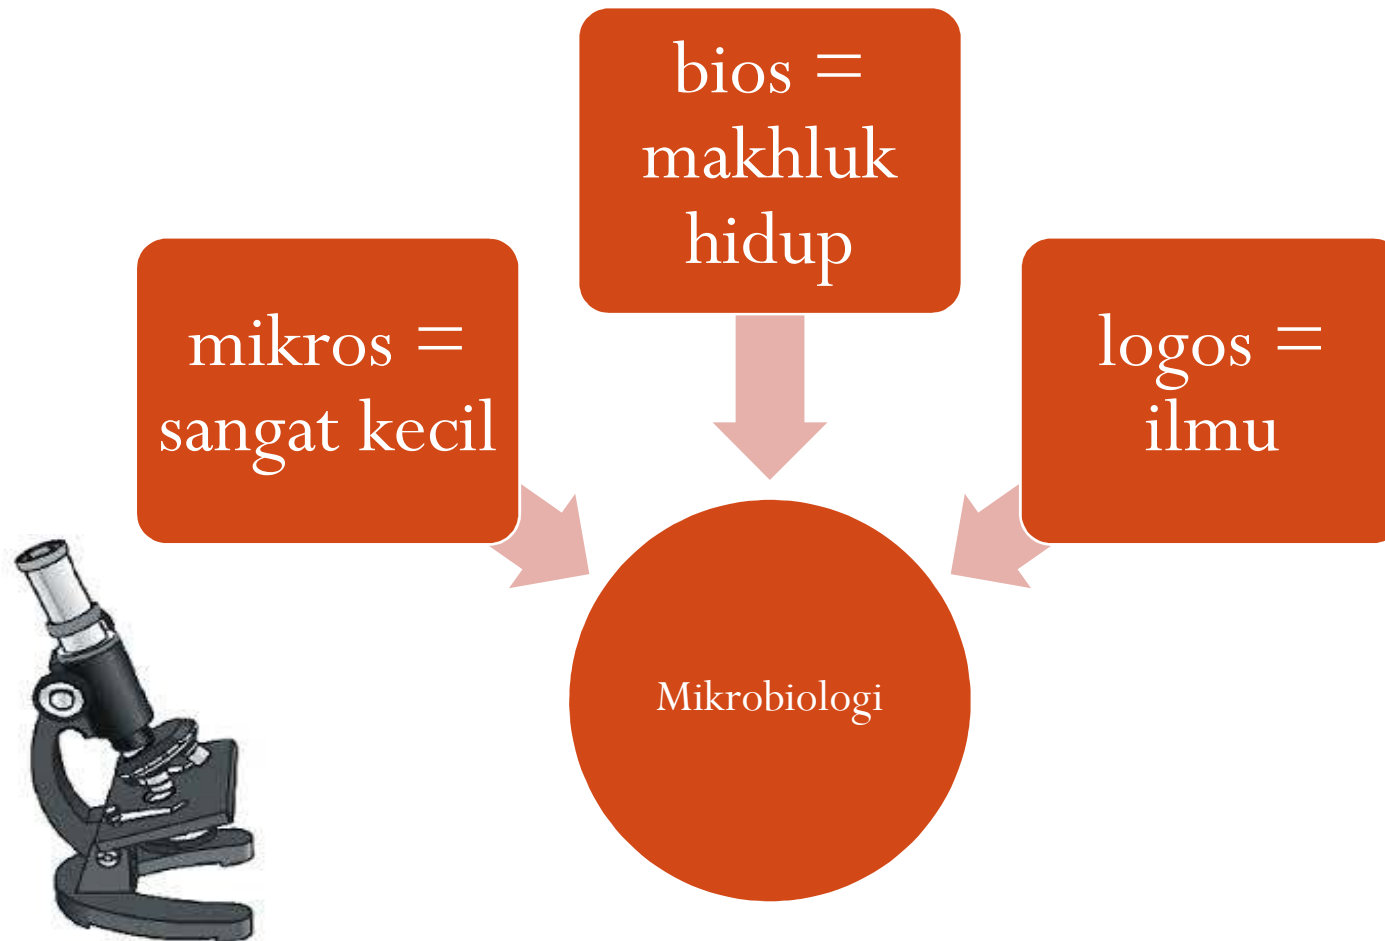 bios =
makhluk
hidup
mikros =
sangat kecil
logos =
ilmu
Mikrobiologi